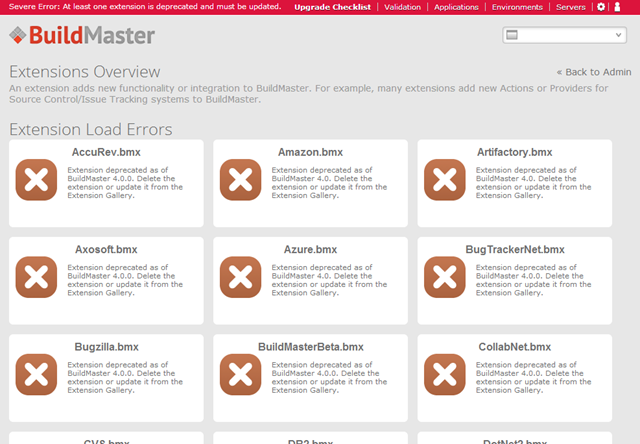 Severe Error: At least one extension is deprecated and must be updated. Upgrade Checklist | Validation | Applications | Environments | Servers
BuildMaster
Extensions Overview
« Back to Admin
An extension adds new functionality or integration to BuildMaster. For example, many extensions add new Actions or Providers for
Source Control/Issue Tracking systems to BuildMaster.
Extension Load Errors
AccuRev.bmx
Extension deprecated as of
BuildMaster 4.0.0. Delete the
extension or update it from the
Extension Gallery.
Amazon.bmx
Extension deprecated as of
BuildMaster 4.0. Delete the
extension or update it from the
Extension Gallery.
Artifactory.bmx
Extension deprecated as of
BuildMaster 4.0.0. Delete the
extension or update it from the
Extension Gallery.
Axosoft.bmx
Extension deprecated as of
BuildMaster 4.0.0. Delete the
extension or update it from the
Extension Gallery.
Azure.bmx
Extension deprecated as of
BuildMaster 4.0. Delete the
extension or update it from the
Extension Gallery.
BugTrackerNet.bmx
Extension deprecated as of
BuildMaster 4.0.0. Delete the
extension or update it from the
Extension Gallery.
Bugzilla.bmx
Extension deprecated as of
BuildMaster 4.0.0. Delete the
extension or update it from the
Extension Gallery.
BuildMasterBeta.bmx
Extension deprecated as of
BuildMaster 4.0.0. Delete the
extension or update it from the
Extension Gallery.
CollabNet.bmx
Extension deprecated as of
BuildMaster 4.0.0. Delete the
extension or update it from the
Extension Gallery.
CVS.bmx
DB2.bmx
DotNet2.bmx